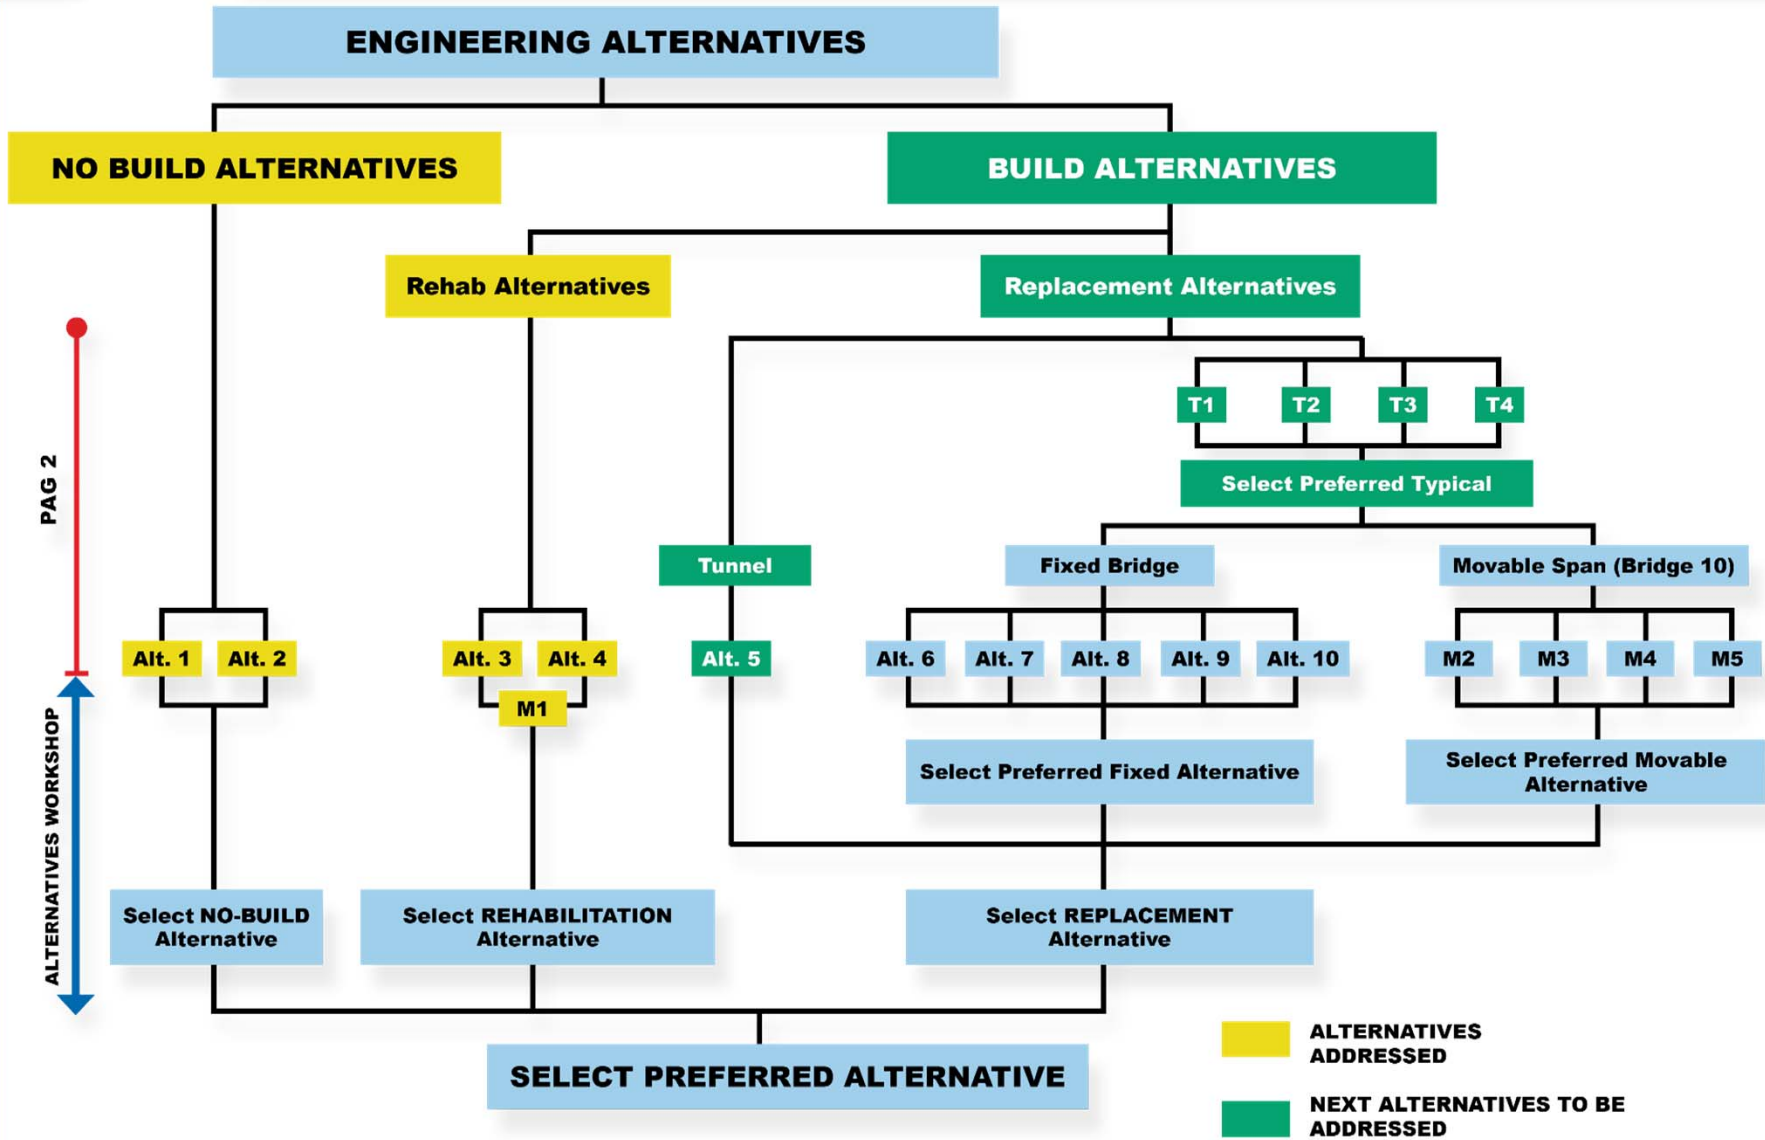 ENGINEERING ALTERNATIVES
NO BUILD ALTERNATIVES
BUILD ALTERNATIVES
Rehab Alternatives
Replacement Alternatives
T1
T2
T3
T4
Select Preferred Typical
PAG 2
Tunnel
Fixed Bridge
Movable Span (Bridge 10)
Alt. 1
Alt. 2
Alt. 3
Alt. 4
Alt. 5
Alt. 6
Alt. 7
Alt. 8
Alt. 9
Alt. 10
M2
M3
M4
M5
M1
ALTERNATIVES WORKSHOP
Select Preferred Fixed Alternative
Select Preferred Movable
Alternative
Select NO-BUILD
Alternative
Select REHABILITATION
Alternative
Select REPLACEMENT
Alternative
SELECT PREFERRED ALTERNATIVE
ALTERNATIVES
ADDRESSED
NEXT ALTERNATIVES TO BE
ADDRESSED